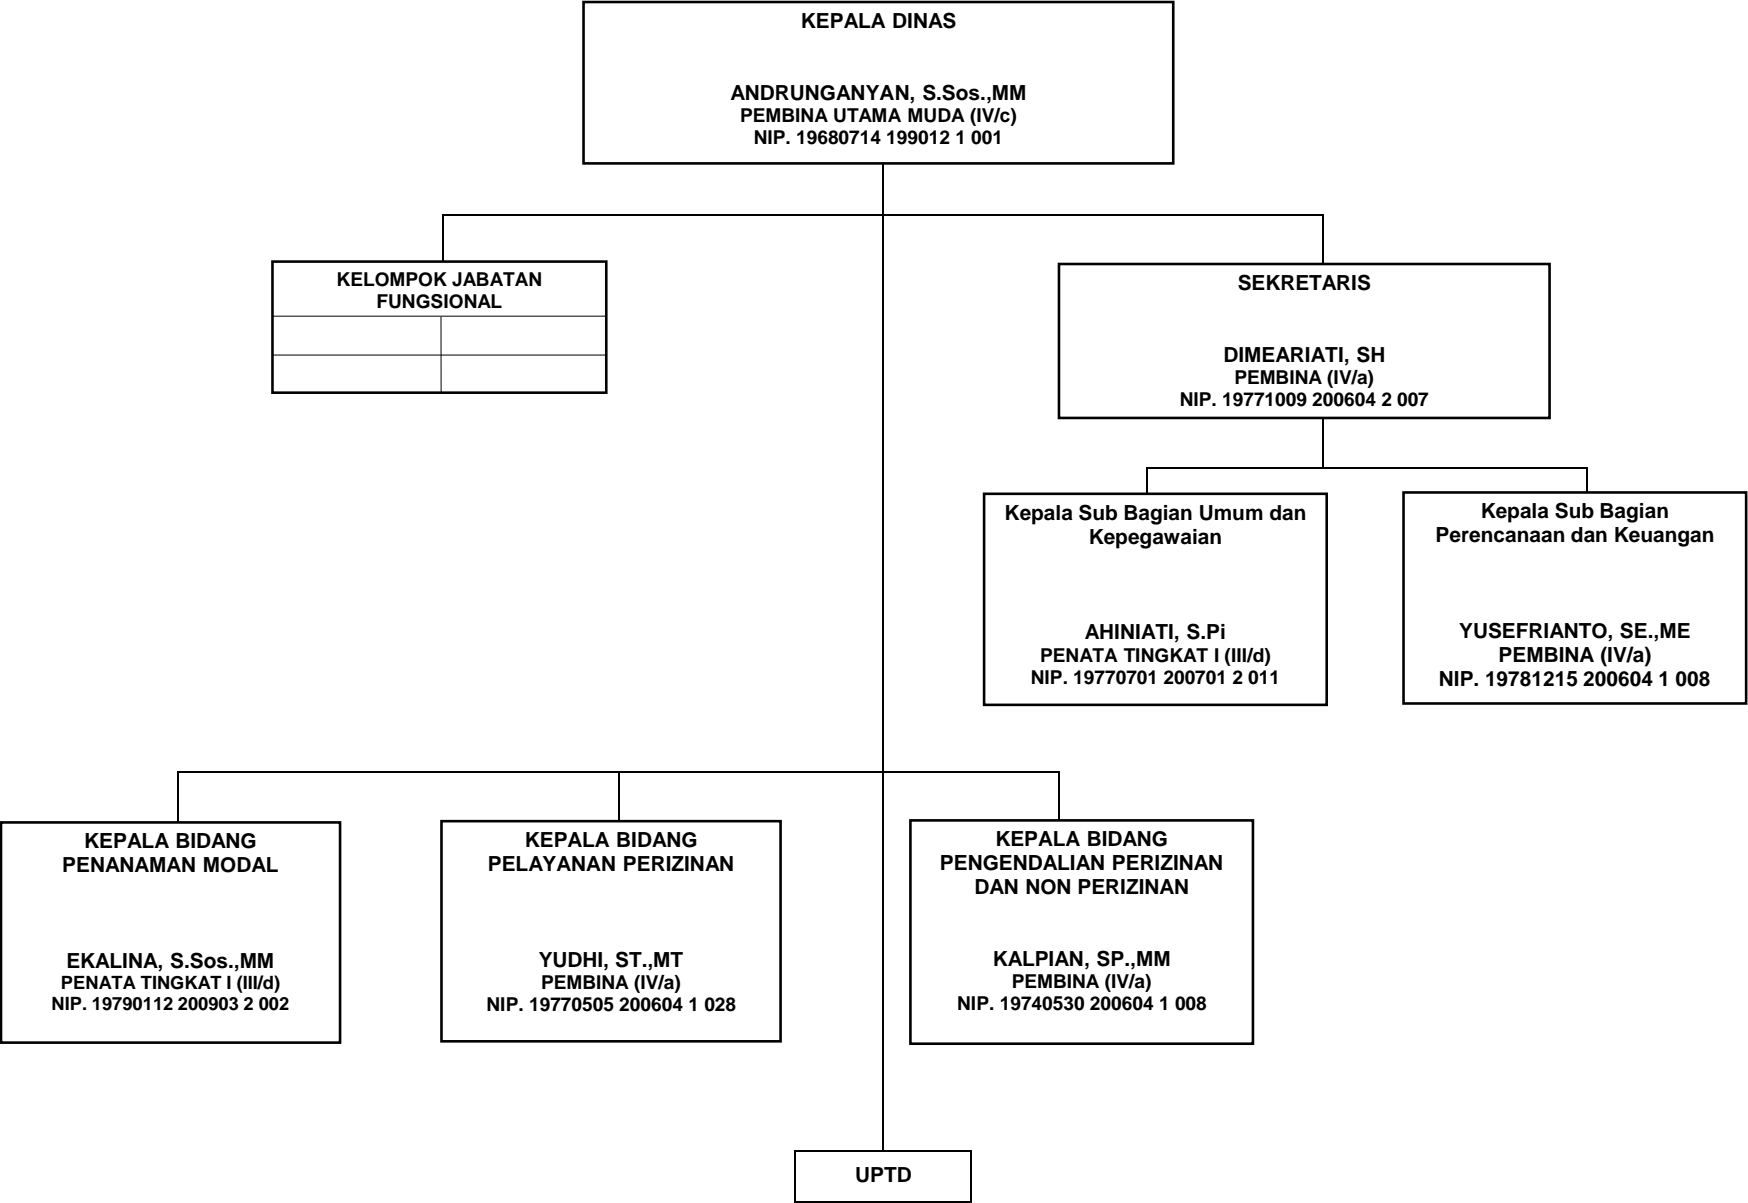 KEPALA DINAS
ANDRUNGANYAN, S.Sos.,MM
PEMBINA UTAMA MUDA (IV/c)
NIP. 19680714 199012 1 001
KELOMPOK JABATAN
FUNGSIONAL
SEKRETARIS
DIMEARIATI, SH
PEMBINA (IV/a)
NIP. 19771009 200604 2 007
Kepala Sub Bagian Umum dan
Kepegawaian
AHINIATI, S.Pi
PENATA TINGKAT I (III/d)
NIP. 19770701 200701 2 011
Kepala Sub Bagian
Perencanaan dan Keuangan
YUSEFRIANTO, SE.,ME
PEMBINA (IV/a)
NIP. 19781215 200604 1 008
KEPALA BIDANG
PENANAMAN MODAL
EKALINA, S.Sos.,MM
PENATA TINGKAT I (III/d)
NIP. 19790112 200903 2 002
KEPALA BIDANG
PELAYANAN PERIZINAN
YUDHI, ST.,MT
PEMBINA (IV/a)
NIP. 19770505 200604 1 028
KEPALA BIDANG
PENGENDALIAN PERIZINAN
DAN NON PERIZINAN
KALPIAN, SP.,MM
PEMBINA (IV/a)
NIP. 19740530 200604 1 008
UPTD